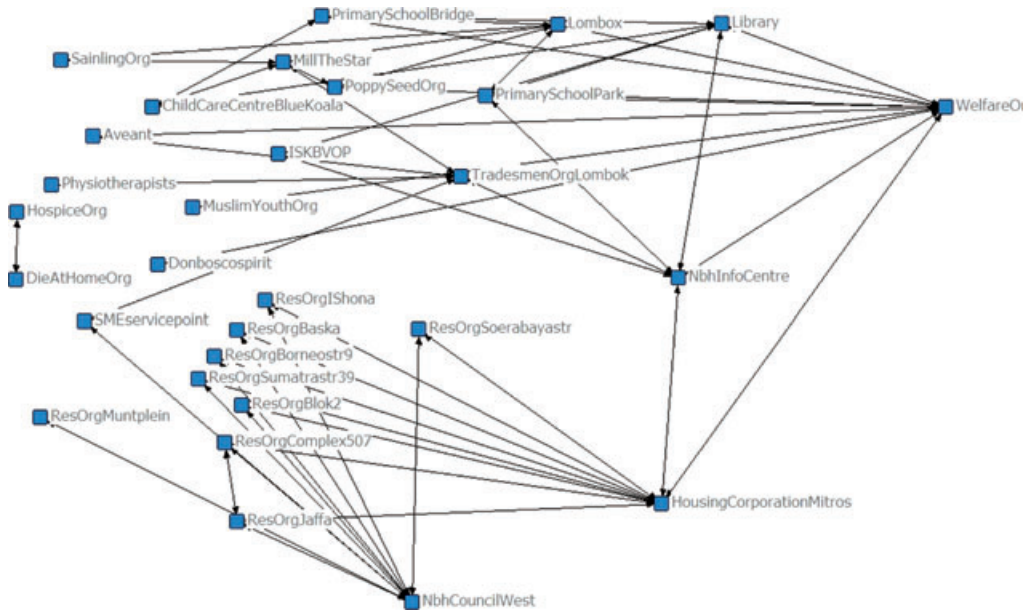 PrimarySchoolBridge
Lombox
Library
SainlingOrg
MillTheStar
PoppySeedOrg
PrimarySchoolPark
ChildCareCentreBlueKoala
WelfareOr
Aveant
ISKBVOP
TradesmenOrgLombok
Physiotherapists
MuslimYouthOrg
HospiceOrg
Donboscospirit
DieAtHomeOrg
NbhInfoCentre
ResOrgIShona
SMEservicepoint
ResOrgBaska
ResOrgSoerabayastr
ResOrgBorneostr9
ResOrgSumatrastr39
ResOrgBlok2
ResOrgMuntplein
ResOrgComplex507
HousingCorporationMitros
ResOrgJaffa
NbhCouncilWest